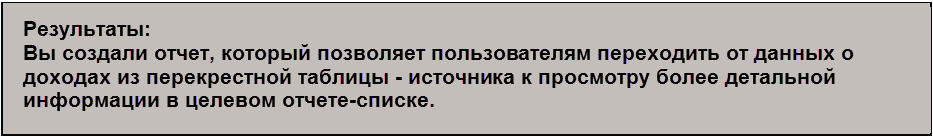 Результаты:
Вы создали отчет, который позволяет пользователям переходить от данных о
доходах из перекрестной таблицы - источника к просмотру более детальной
информации в целевом отчете-списке.